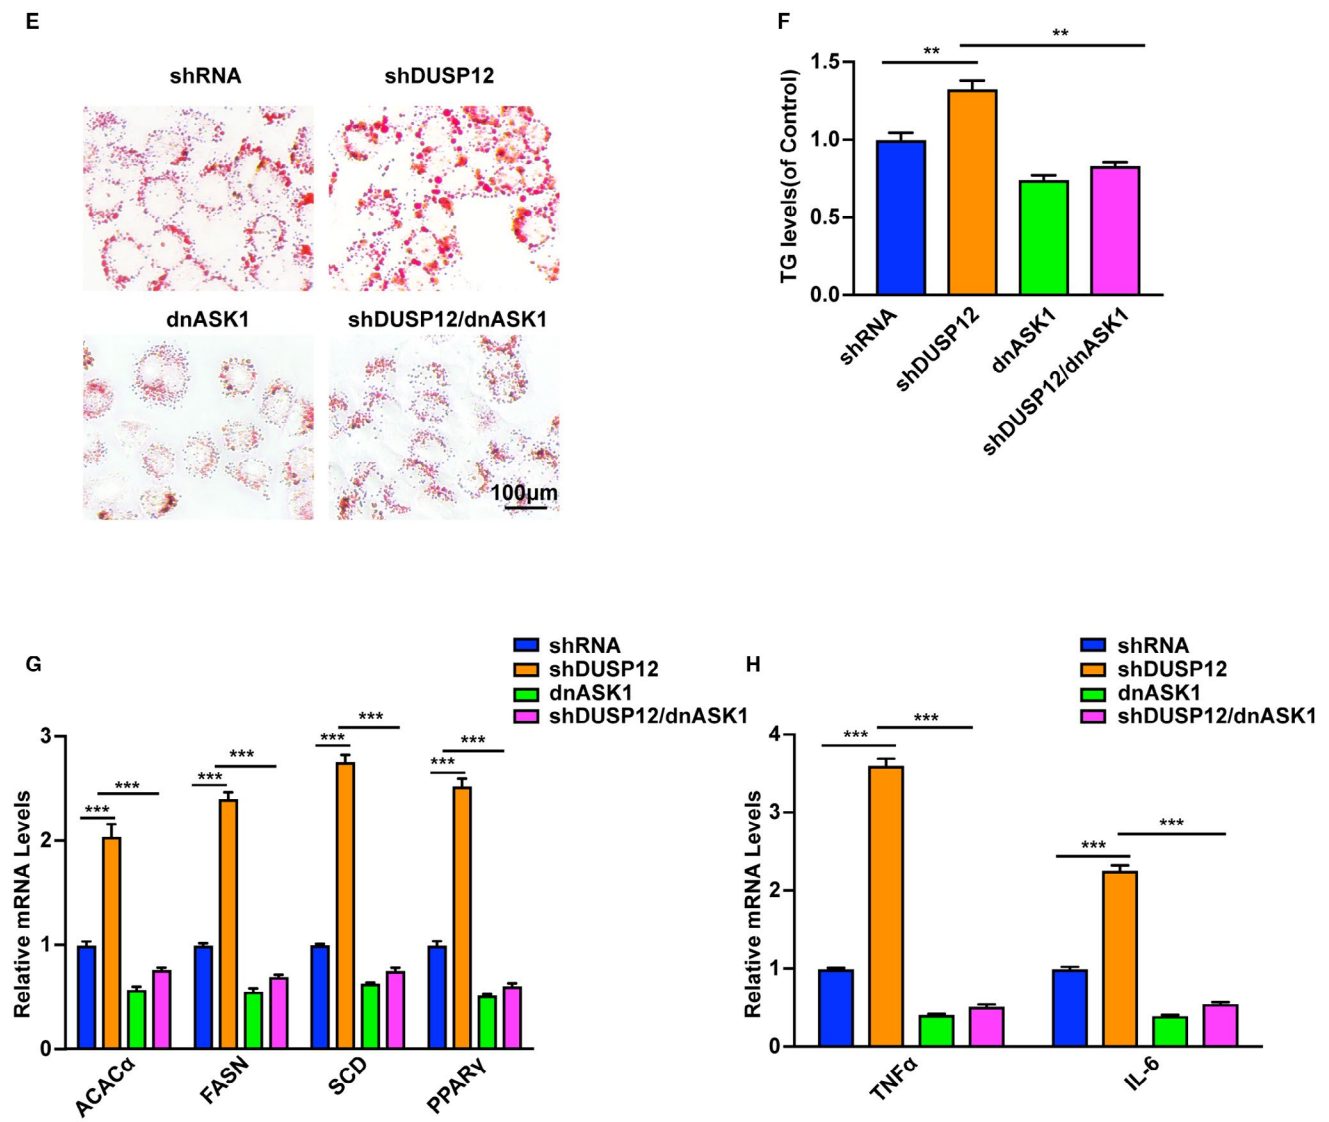 E
shRNA
shDUSP12
dnASK1
shDUSP12/dnASK1
100μm
F
**
**
TG levels(of Control)
1.5
1.0
0.5
0.0
shRNA
shDUSP12
dnASK1
shDUSP12/dnASK1
G
shRNA
shDUSP12
dnASK1
shDUSP12/dnASK1
Relative mRNA Levels
3
2
1
0
***
***
***
***
***
***
***
***
ACACα
FASN
SCD
PPARγ
H
shRNA
shDUSP12
dnASK1
shDUSP12/dnASK1
Relative mRNA Levels
4
3
2
1
0
***
***
***
***
TNFα
IL-6